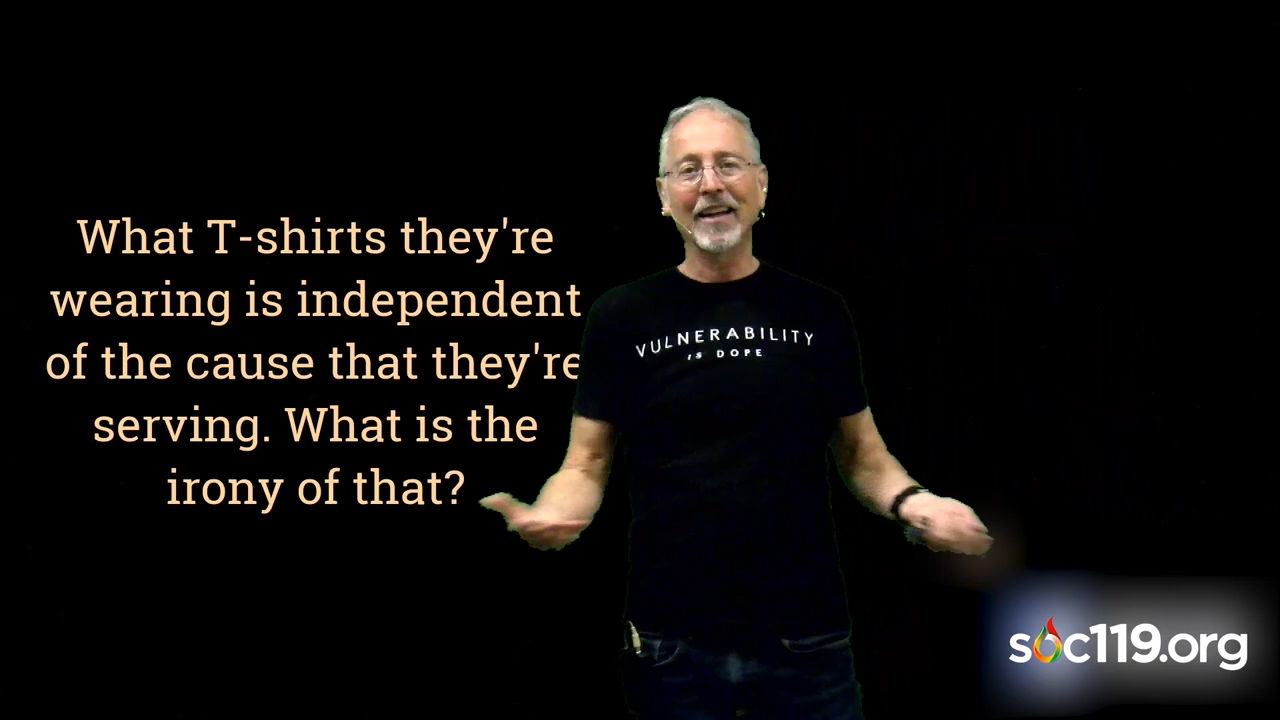 What T-shirts they're
wearing is independent
of the cause that they're
serving. What is the
irony of that?
VULNERABILITY
IS DOPE
soc119.org